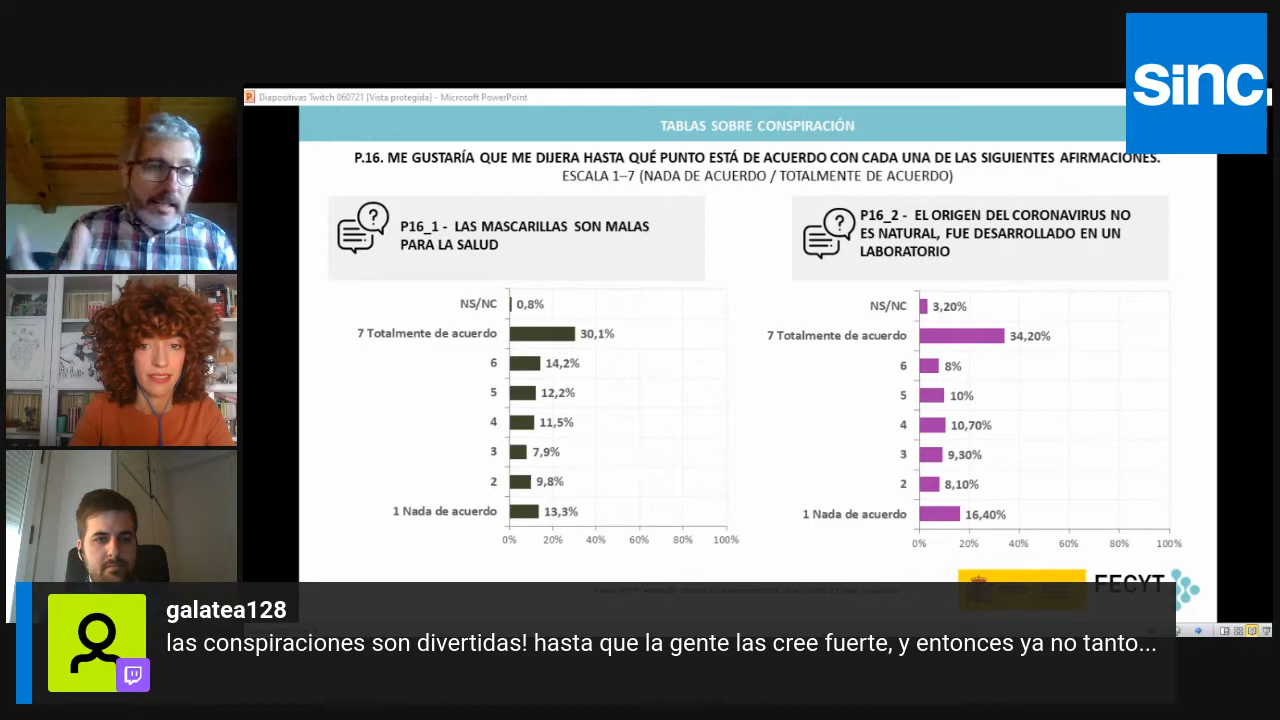 sinc.
Diapositivas Twitch 060721 [Vista protegida] - Microsoft PowerPoint
TABLAS SOBRE CONSPIRACIÓN
P.16. ME GUSTARÍA QUE ME DIJERA HASTA QUÉ PUNTO ESTÁ DE ACUERDO CON CADA UNA DE LAS SIGUIENTES AFIRMACIONES.
ESCALA 1–7 (NADA DE ACUERDO / TOTALMENTE DE ACUERDO)
P16_1 - LAS MASCARILLAS SON MALAS
PARA LA SALUD
NS/NC 0,8%
7 Totalmente de acuerdo 30,1%
6 14,2%
5 12,2%
4 11,5%
3 7,9%
2 9,8%
1 Nada de acuerdo 13,3%
0% 20% 40% 60% 80% 100%
P16_2 - EL ORIGEN DEL CORONAVIRUS NO
ES NATURAL, FUE DESARROLLADO EN UN
LABORATORIO
NS/NC 3,20%
7 Totalmente de acuerdo 34,20%
6 8%
5 10%
4 10,70%
3 9,30%
2 8,10%
1 Nada de acuerdo 16,40%
0% 20% 40% 60% 80% 100%
FECYT
galatea128
las conspiraciones son divertidas! hasta que la gente las cree fuerte, y entonces ya no tanto...